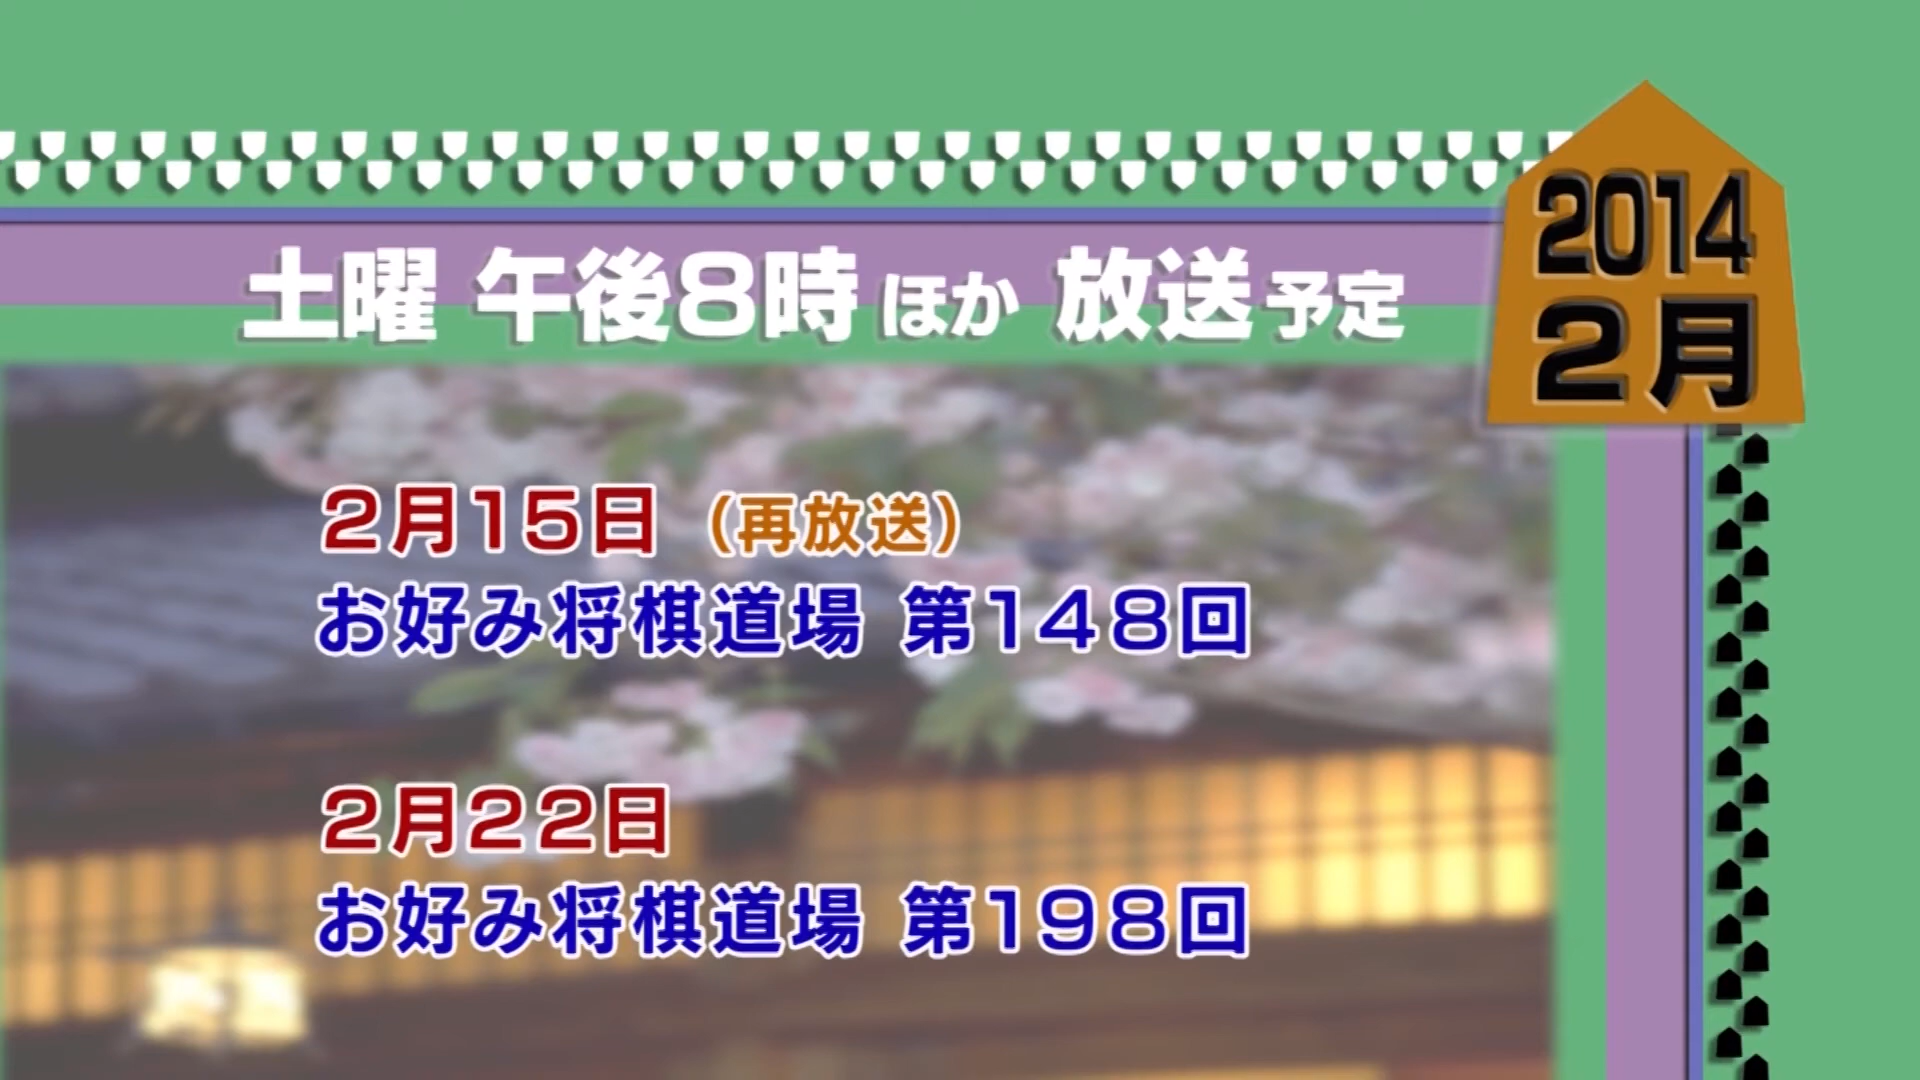 2014
2月
土曜 午後8時 ほか 放送予定
2月15日 (再放送)
お好み将棋道場 第148回
2月22日
お好み将棋道場 第198回